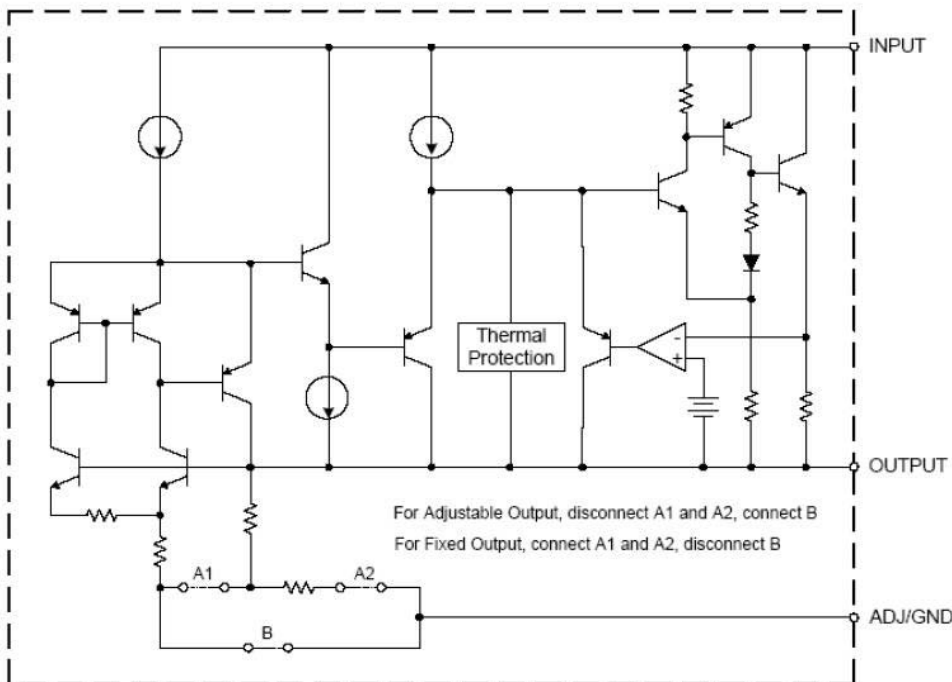 INPUT
Thermal
Protection
-
+
OUTPUT
For Adjustable Output, disconnect A1 and A2, connect B
For Fixed Output, connect A1 and A2, disconnect B
A1
A2
ADJ/GND
B